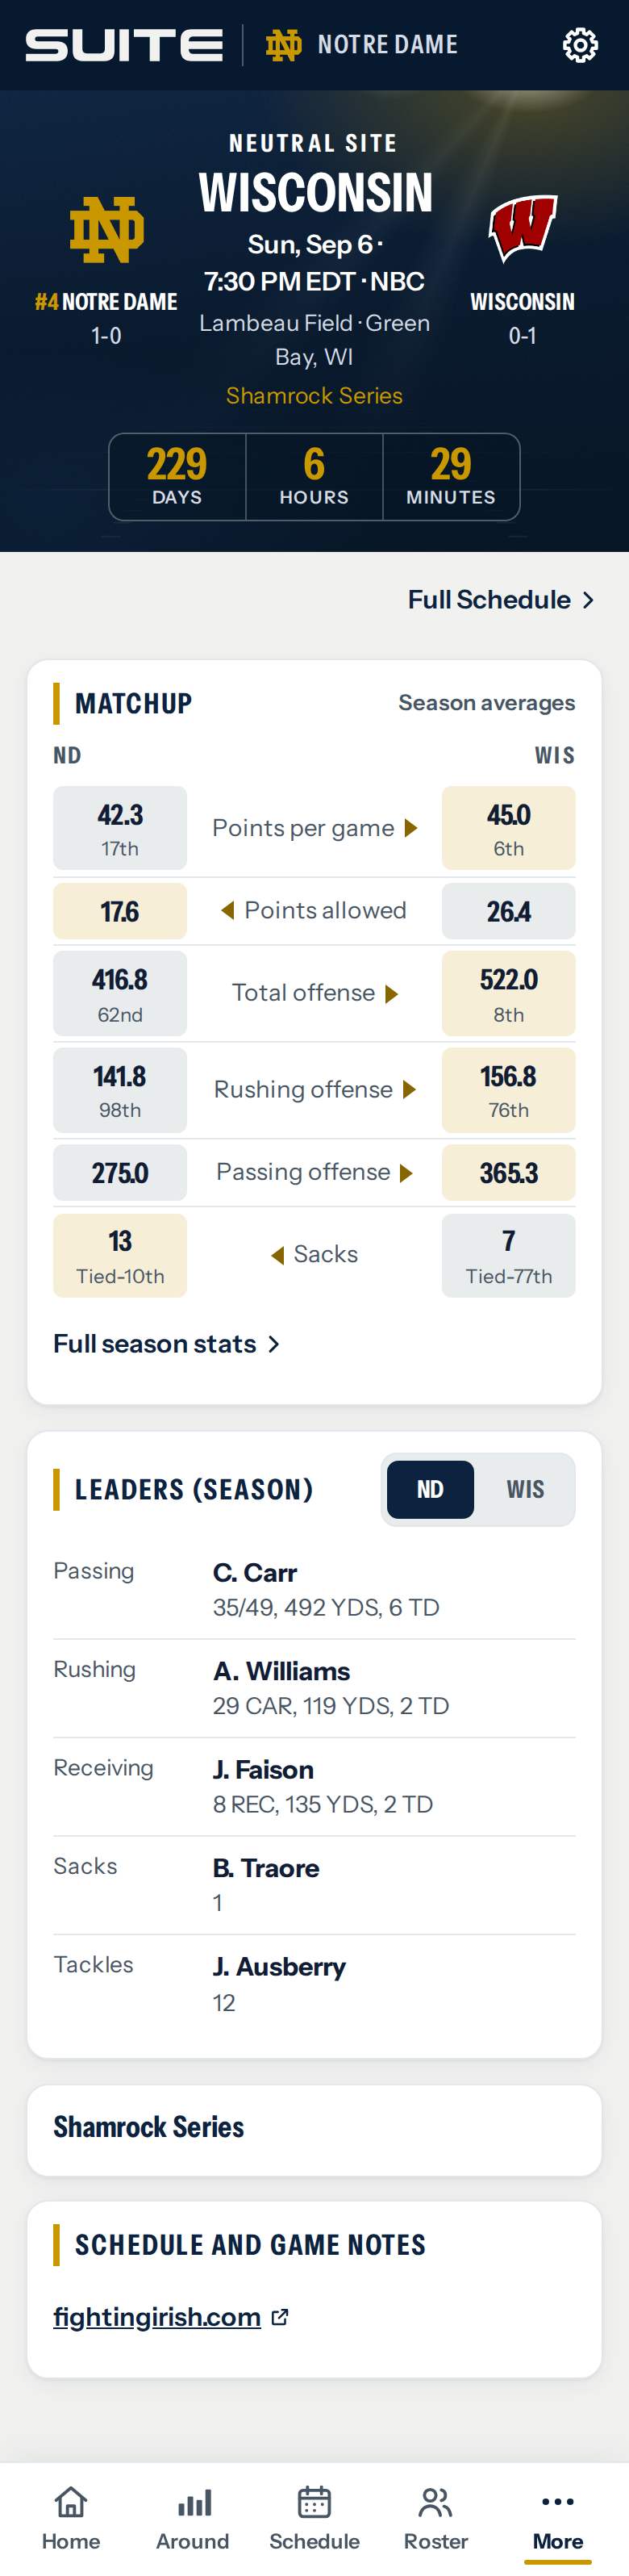 SUITE
NOTRE DAME
NEUTRAL SITE
WISCONSIN
Sun, Sep 6 ·
7:30 PM EDT · NBC
Lambeau Field · Green
Bay, WI
Shamrock Series
#4 NOTRE DAME
1-0
WISCONSIN
0-1
229
DAYS
6
HOURS
29
MINUTES
Full Schedule
MATCHUP
Season averages
ND
WIS
42.3
17th
Points per game
45.0
6th
17.6
Points allowed
26.4
416.8
62nd
Total offense
522.0
8th
141.8
98th
Rushing offense
156.8
76th
275.0
Passing offense
365.3
13
Tied-10th
Sacks
7
Tied-77th
Full season stats
LEADERS (SEASON)
ND
WIS
Passing
C. Carr
35/49, 492 YDS, 6 TD
Rushing
A. Williams
29 CAR, 119 YDS, 2 TD
Receiving
J. Faison
8 REC, 135 YDS, 2 TD
Sacks
B. Traore
1
Tackles
J. Ausberry
12
Shamrock Series
SCHEDULE AND GAME NOTES
fightingirish.com
Home
Around
Schedule
Roster
More